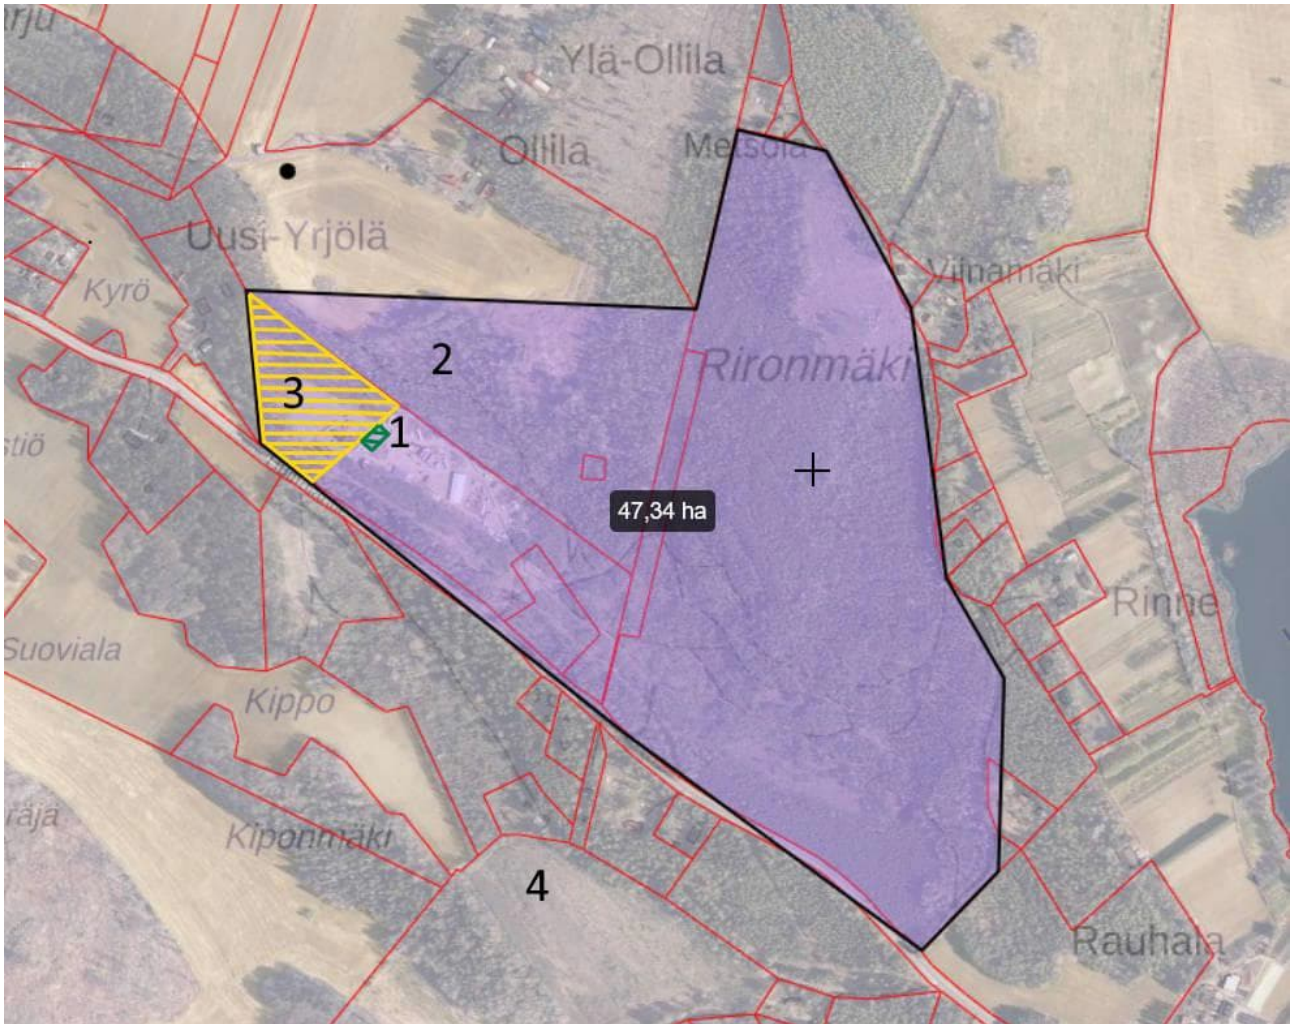 Ylä-Ollila
Ollila
Metsola
Uusi-Yrjölä
Kyrö
Viinamäki
2
Rironmäki
3
1
47,34 ha
Rinne
Suoviala
Kippo
Kiponmäki
4
Rauhala